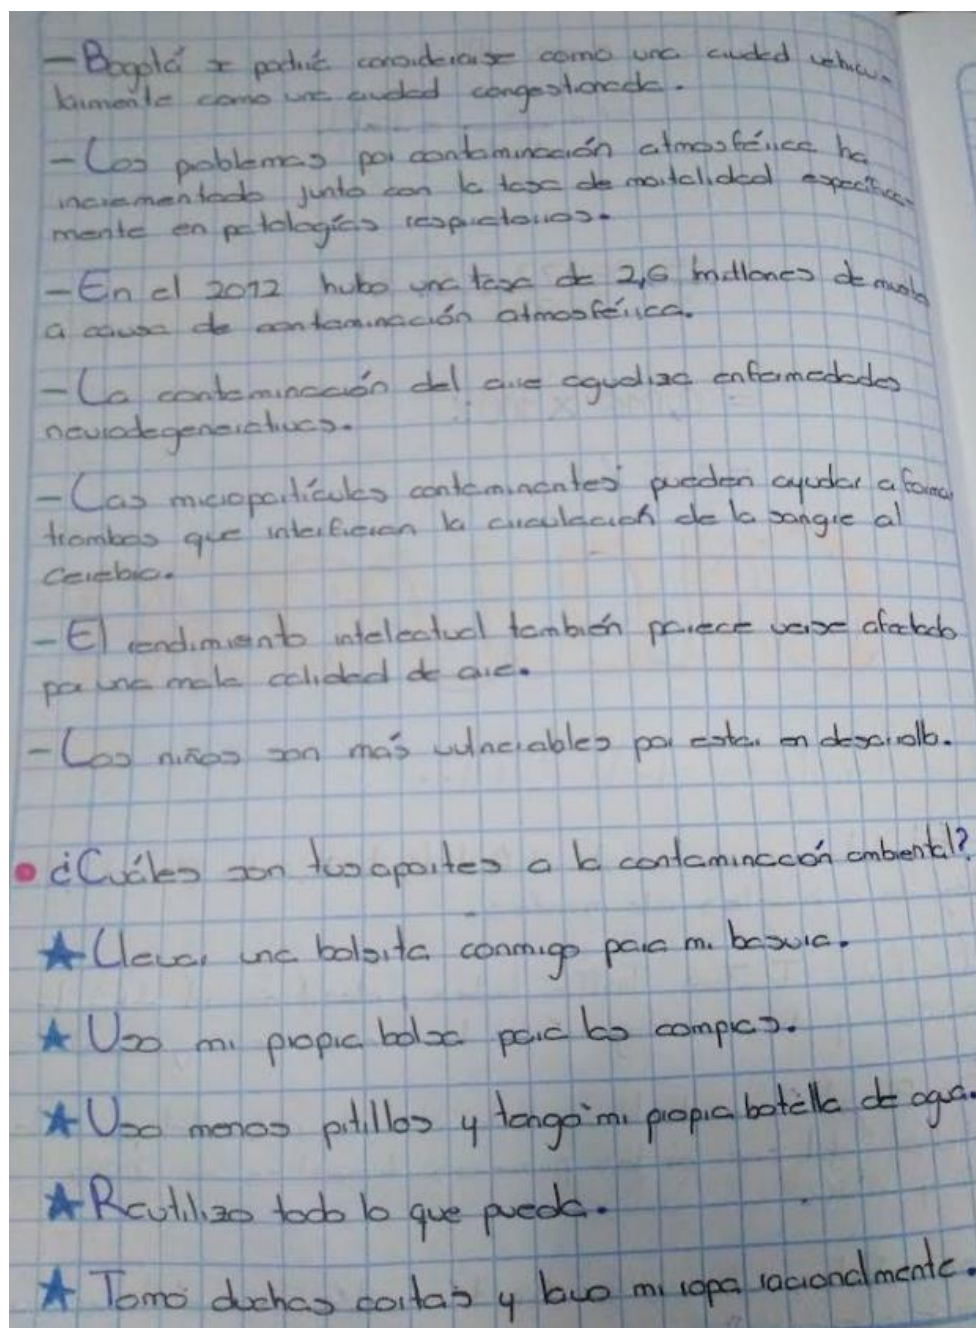 - Bogotá se podría considerarse como una ciudad vehicu-
larmente como una ciudad congestionada.
- Los problemas por contaminación atmosférica ha
incrementado junto con la tasa de mortalidad específica-
mente en patologías respiratorias.
- En el 2012 hubo una tasa de 2,6 millones de
a causa de contaminación atmosférica.
- La contaminación del aire agudiza enfermedades
neurodegenerativas.
- Las micropartículas contaminantes pueden ayudar a formar
trombos que interfieran la circulación de la sangre al
cerebro.
- El rendimiento intelectual también parece verse afectado
por una mala calidad de aire.
- Los niños son más vulnerables por estar en desarrollo.
• ¿Cuáles son tus aportes a la contaminación ambiental?
★ Llevar una bolsita conmigo para mi basura.
★ Uso mi propia bolsa para las compras.
★ Uso menos pitillos y tengo mi propia botella de agua.
★ Reutilizo todo lo que pueda.
★ Tomo duchas cortas y lavo mi ropa racionalmente.